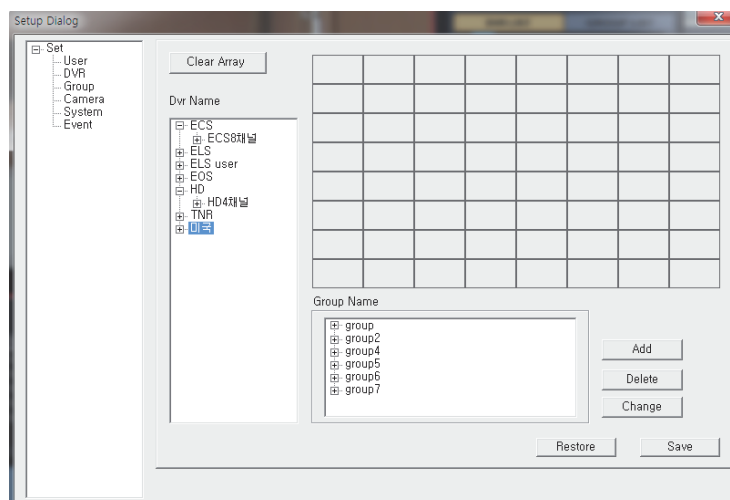 Setup Dialog
Set
User
DVR
Group
Camera
System
Event
Clear Array
Dvr Name
ECS
ECS8채널
ELS
ELS user
EOS
HD
HD4채널
TNR
미국
Group Name
group
group2
group4
group5
group6
group7
Add
Delete
Change
Restore
Save